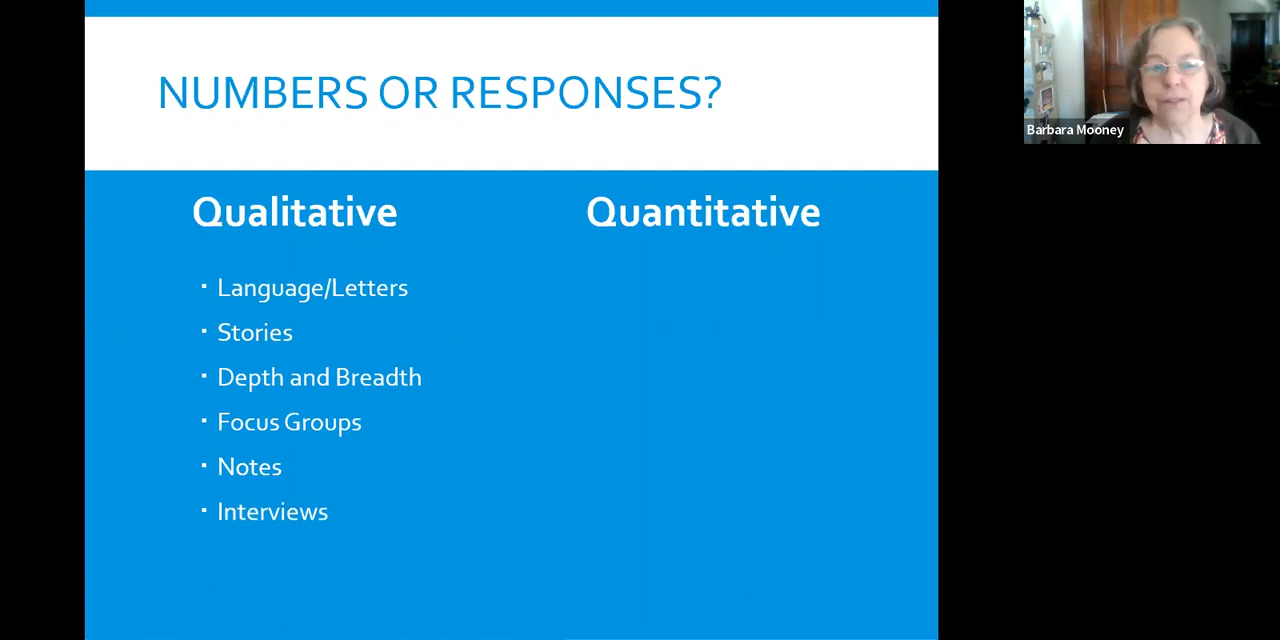 NUMBERS OR RESPONSES?
Qualitative
Language/Letters
Stories
Depth and Breadth
Focus Groups
Notes
Interviews
Quantitative
Barbara Mooney